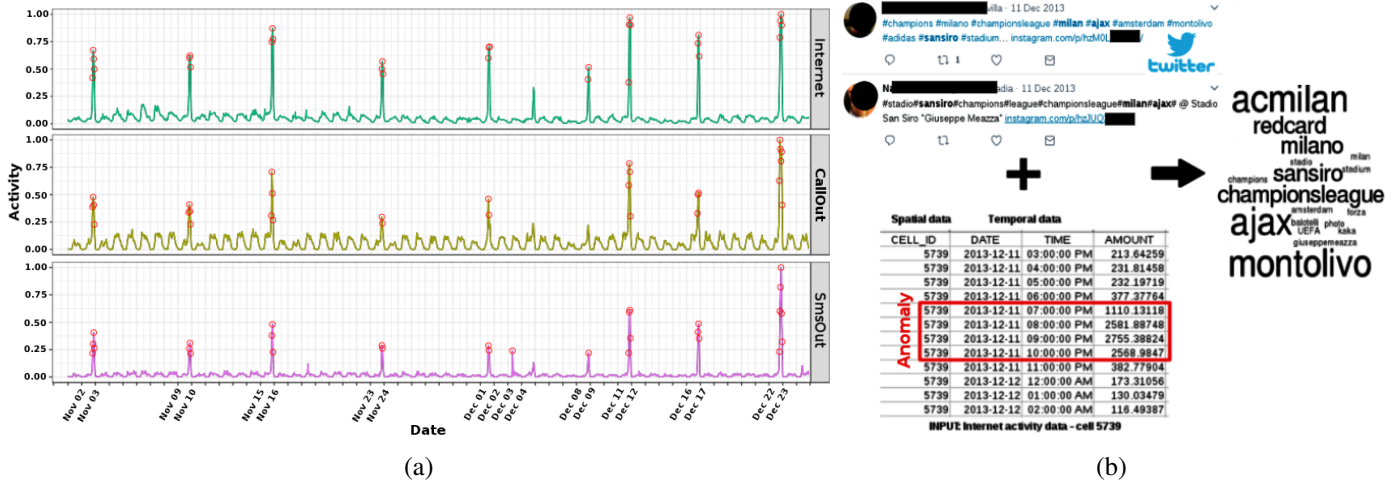 1.00
0.75
0.50
0.25
0.00
Internet
1.00
0.75
0.50
0.25
0.00
CallOut
1.00
0.75
0.50
0.25
0.00
SmsOut
Activity
Nov 02
Nov 03
Nov 09
Nov 10
Nov 15
Nov 16
Nov 23
Nov 24
Dec 01
Dec 02
Dec 03
Dec 04
Dec 08
Dec 09
Dec 11
Dec 12
Dec 16
Dec 17
Dec 22
Dec 23
Date
(a)
villa · 11 Dec 2013
#champions #milano #championsleague #milan #ajax #amsterdam #montolivo
#adidas #sansiro #stadium... instagram.com/p/hzM0L
1
twitter
Na
adia · 11 Dec 2013
#stadio#sansiro#champions#league#championsleague#milan#ajax# @ Stadio
San Siro "Giuseppe Meazza" instagram.com/p/hzJUQ
Spatial data Temporal data
CELL_ID DATE TIME AMOUNT
5739 2013-12-11 03:00:00 PM 213.64259
5739 2013-12-11 04:00:00 PM 231.81458
5739 2013-12-11 05:00:00 PM 232.19719
5739 2013-12-11 06:00:00 PM 377.37764
5739 2013-12-11 07:00:00 PM 1110.13118
5739 2013-12-11 08:00:00 PM 2581.88748
5739 2013-12-11 09:00:00 PM 2755.38824
5739 2013-12-11 10:00:00 PM 2568.9847
5739 2013-12-11 11:00:00 PM 382.77904
5739 2013-12-12 12:00:00 AM 173.31056
5739 2013-12-12 01:00:00 AM 130.03479
5739 2013-12-12 02:00:00 AM 116.49387
Anomaly
INPUT: Internet activity data - cell 5739
acmilan
redcard
milano
stadio milan
sansiro stadium
champions
championsleague
ajax amsterdam forza
balotelli photo
UEFA kaka
giuseppemeazza
montolivo
(b)